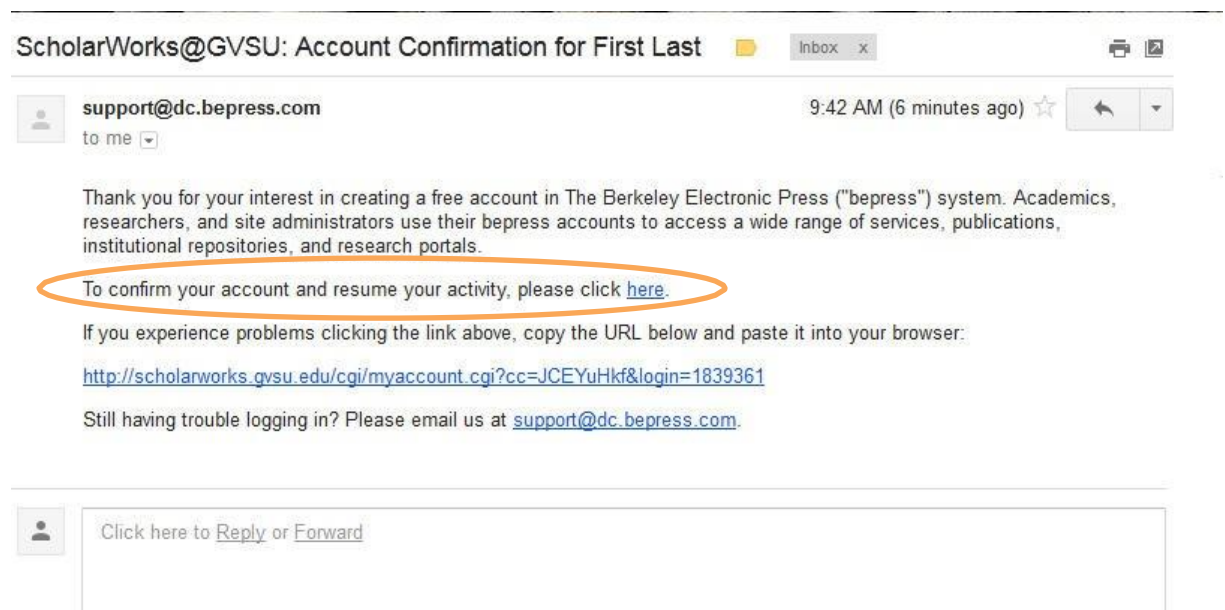 ScholarWorks@GVSU: Account Confirmation for First Last Inbox x
support@dc.bepress.com 9:42 AM (6 minutes ago)
to me
Thank you for your interest in creating a free account in The Berkeley Electronic Press ("bepress") system. Academics,
researchers, and site administrators use their bepress accounts to access a wide range of services, publications,
institutional repositories, and research portals.
To confirm your account and resume your activity, please click here.
If you experience problems clicking the link above, copy the URL below and paste it into your browser:
http://scholarworks.gvsu.edu/cgi/myaccount.cgi?cc=JCEYuHkf&login=1839361
Still having trouble logging in? Please email us at support@dc.bepress.com.
Click here to Reply or Forward